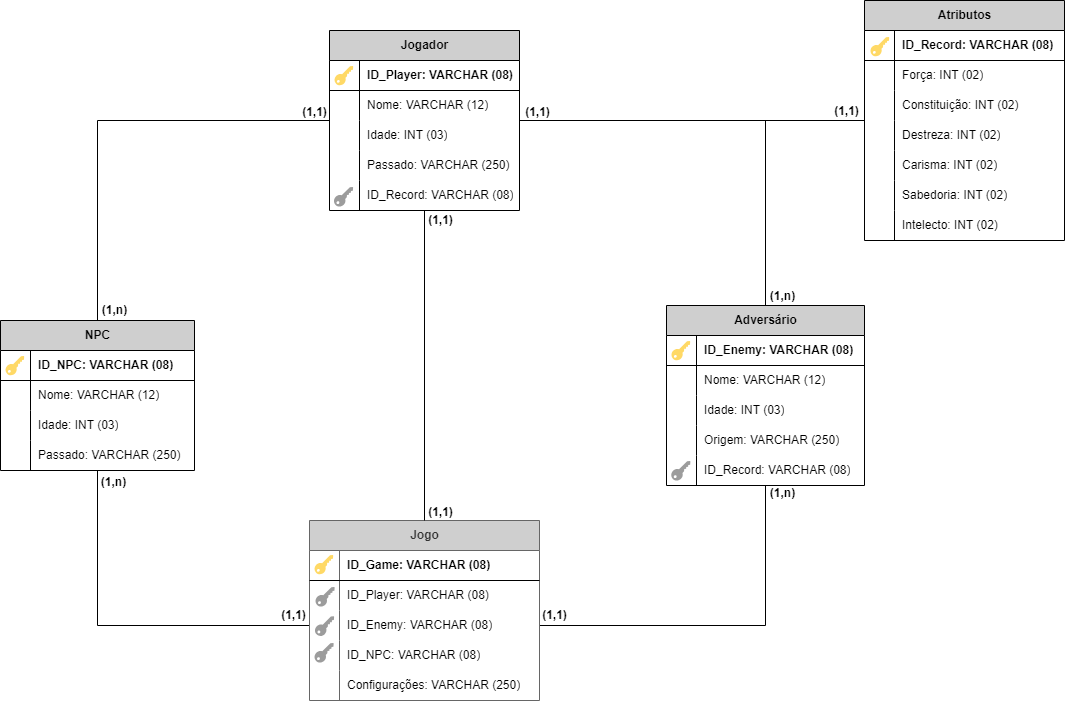 Atributos
ID_Record: VARCHAR (08)
Força: INT (02)
Constituição: INT (02)
Destreza: INT (02)
Carisma: INT (02)
Sabedoria: INT (02)
Intelecto: INT (02)
Jogador
ID_Player: VARCHAR (08)
Nome: VARCHAR (12)
Idade: INT (03)
Passado: VARCHAR (250)
ID_Record: VARCHAR (08)
(1,1)
(1,1)
(1,1)
(1,1)
(1,n)
(1,n)
NPC
ID_NPC: VARCHAR (08)
Nome: VARCHAR (12)
Idade: INT (03)
Passado: VARCHAR (250)
(1,n)
Adversário
ID_Enemy: VARCHAR (08)
Nome: VARCHAR (12)
Idade: INT (03)
Origem: VARCHAR (250)
ID_Record: VARCHAR (08)
(1,n)
(1,1)
Jogo
ID_Game: VARCHAR (08)
ID_Player: VARCHAR (08)
ID_Enemy: VARCHAR (08)
ID_NPC: VARCHAR (08)
Configurações: VARCHAR (250)
(1,1)
(1,1)